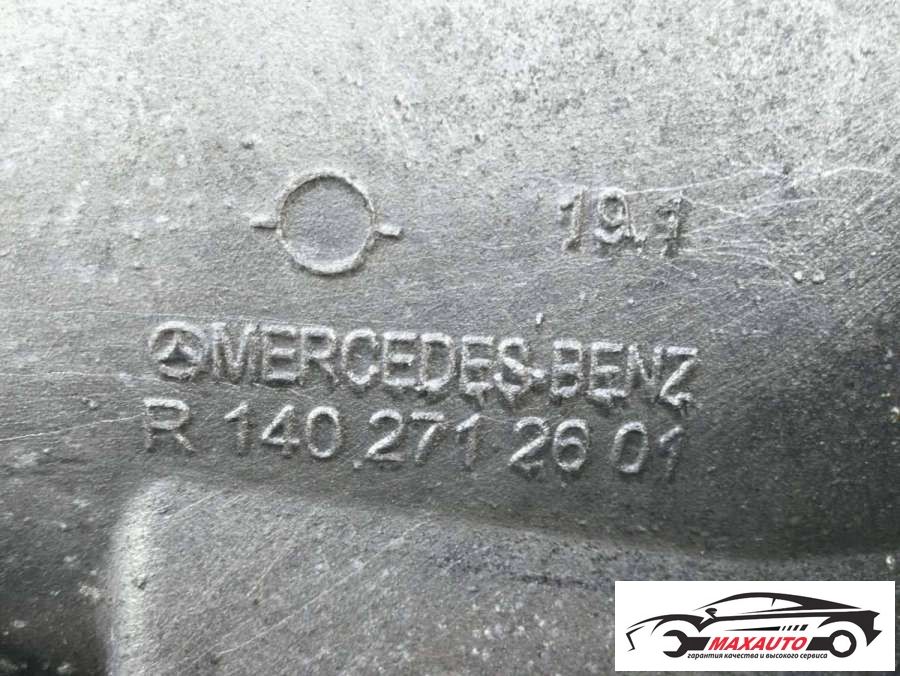 19.1
MERCEDES-BENZ
R 140 271 26 01
MAXAUTO
гарантия качества и высокого сервиса